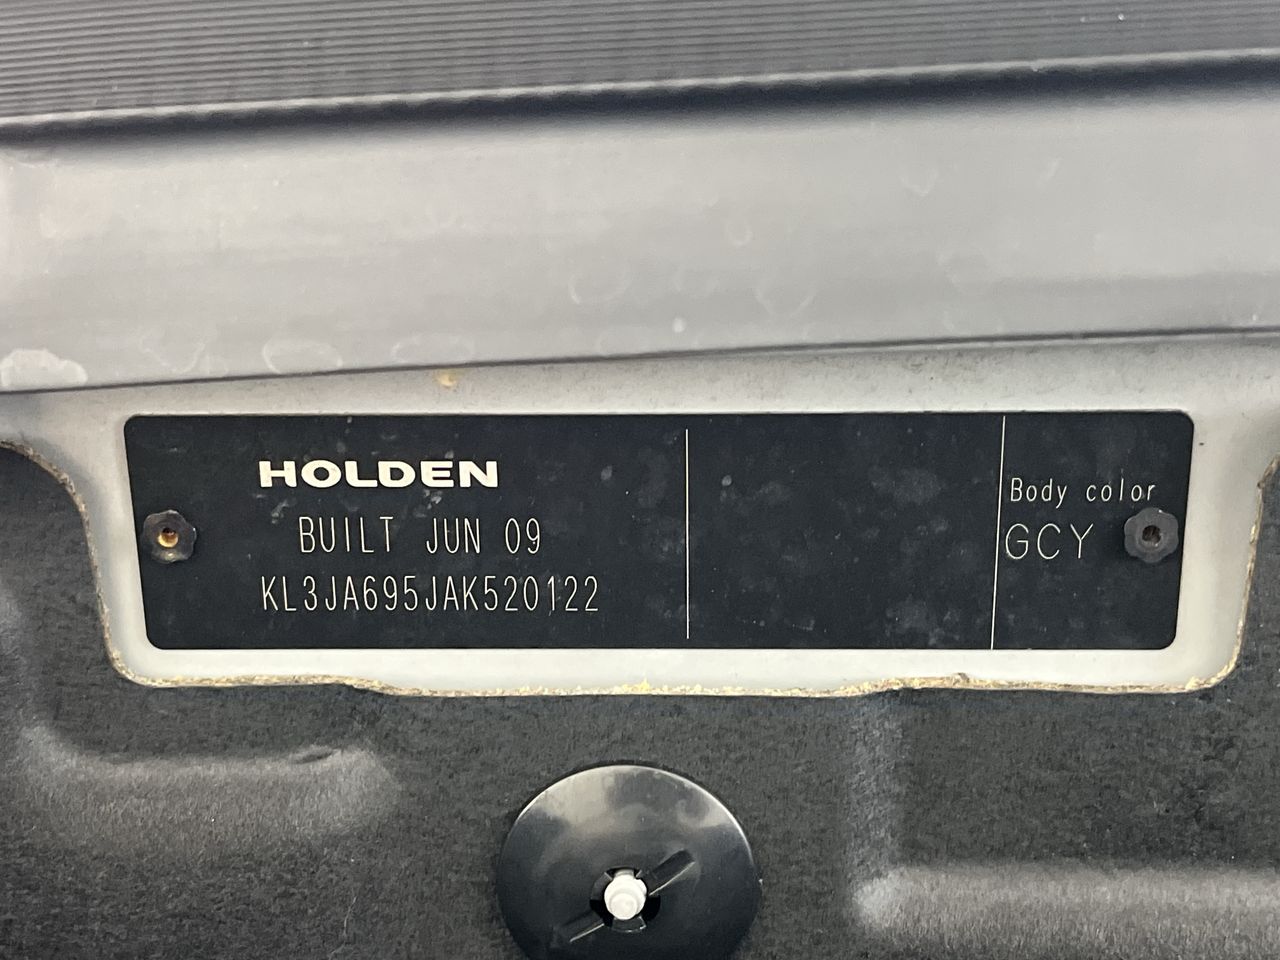 HOLDEN
BUILT JUN 09
KL3JA695JAK520122
Body color
GCY